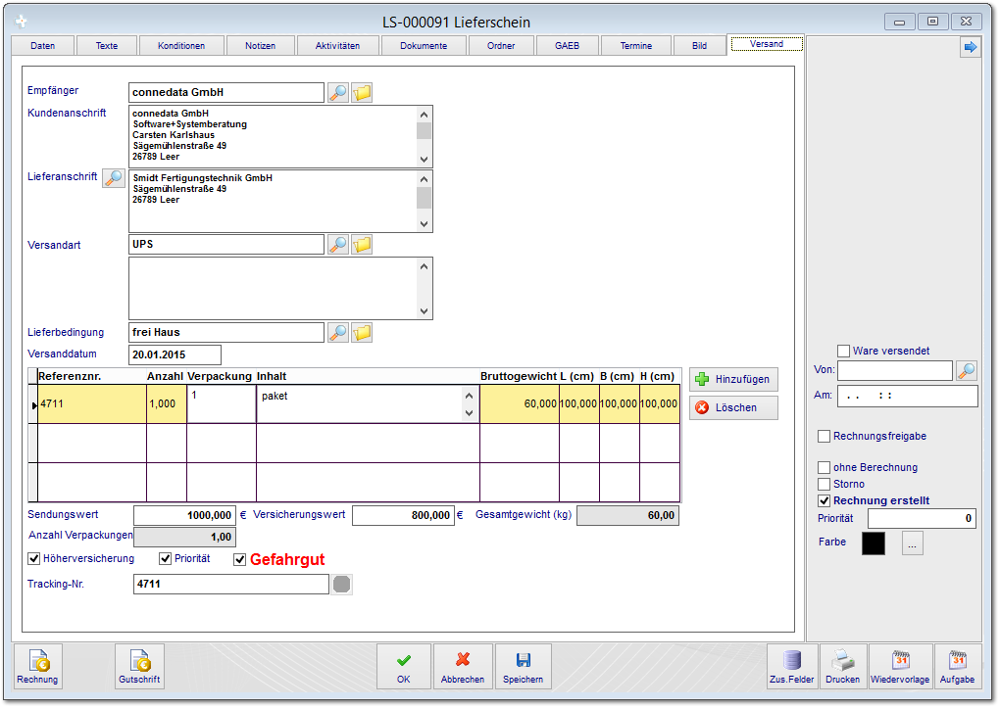 LS-000091 Lieferschein
Daten Texte Konditionen Notizen Aktivitäten Dokumente Ordner GAEB Termine Bild Versand
Empfänger connedata GmbH
Kundenanschrift connedata GmbH
Software+Systemberatung
Carsten Karlshaus
Sägemühlenstraße 49
26789 Leer
Lieferanschrift Smidt Fertigungstechnik GmbH
Sägemühlenstraße 49
26789 Leer
Versandart UPS
Lieferbedingung frei Haus
Versanddatum 20.01.2015
Referenznr. Anzahl Verpackung Inhalt Bruttogewicht L (cm) B (cm) H (cm)
4711 1,000 1 paket 60,000 100,000 100,000 100,000
Hinzufügen
Löschen
Sendungswert 1000,000 € Versicherungswert 800,000 € Gesamtgewicht (kg) 60,00
Anzahl Verpackungen 1,00
Höherversicherung Priorität Gefahrgut
Tracking-Nr. 4711
Ware versendet
Von:
Am: . . : :
Rechnungsfreigabe
ohne Berechnung
Storno
Rechnung erstellt
Priorität 0
Farbe ...
Rechnung Gutschrift OK Abbrechen Speichern Zus.Felder Drucken 31 Wiedervorlage 31 Aufgabe